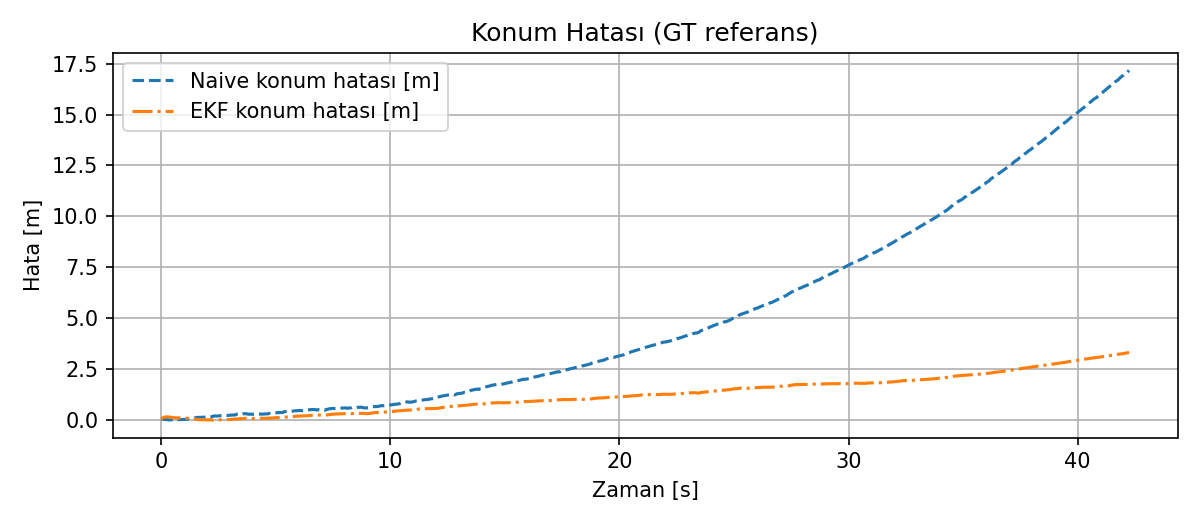 Konum Hatası (GT referans)
Naive konum hatası [m]
EKF konum hatası [m]
Hata [m]
17.5
15.0
12.5
10.0
7.5
5.0
2.5
0.0
0 10 20 30 40
Zaman [s]